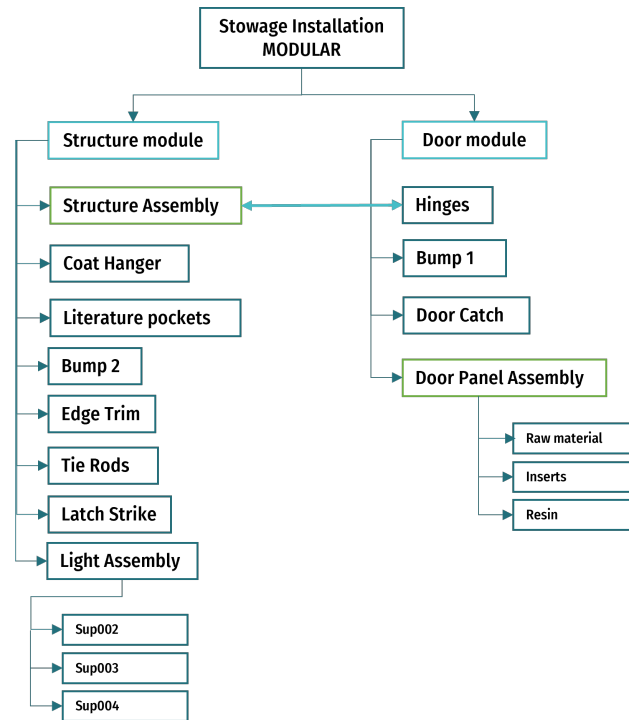 Stowage Installation
MODULAR
Structure module
Structure Assembly
Coat Hanger
Literature pockets
Bump 2
Edge Trim
Tie Rods
Latch Strike
Light Assembly
Sup002
Sup003
Sup004
Door module
Hinges
Bump 1
Door Catch
Door Panel Assembly
Raw material
Inserts
Resin